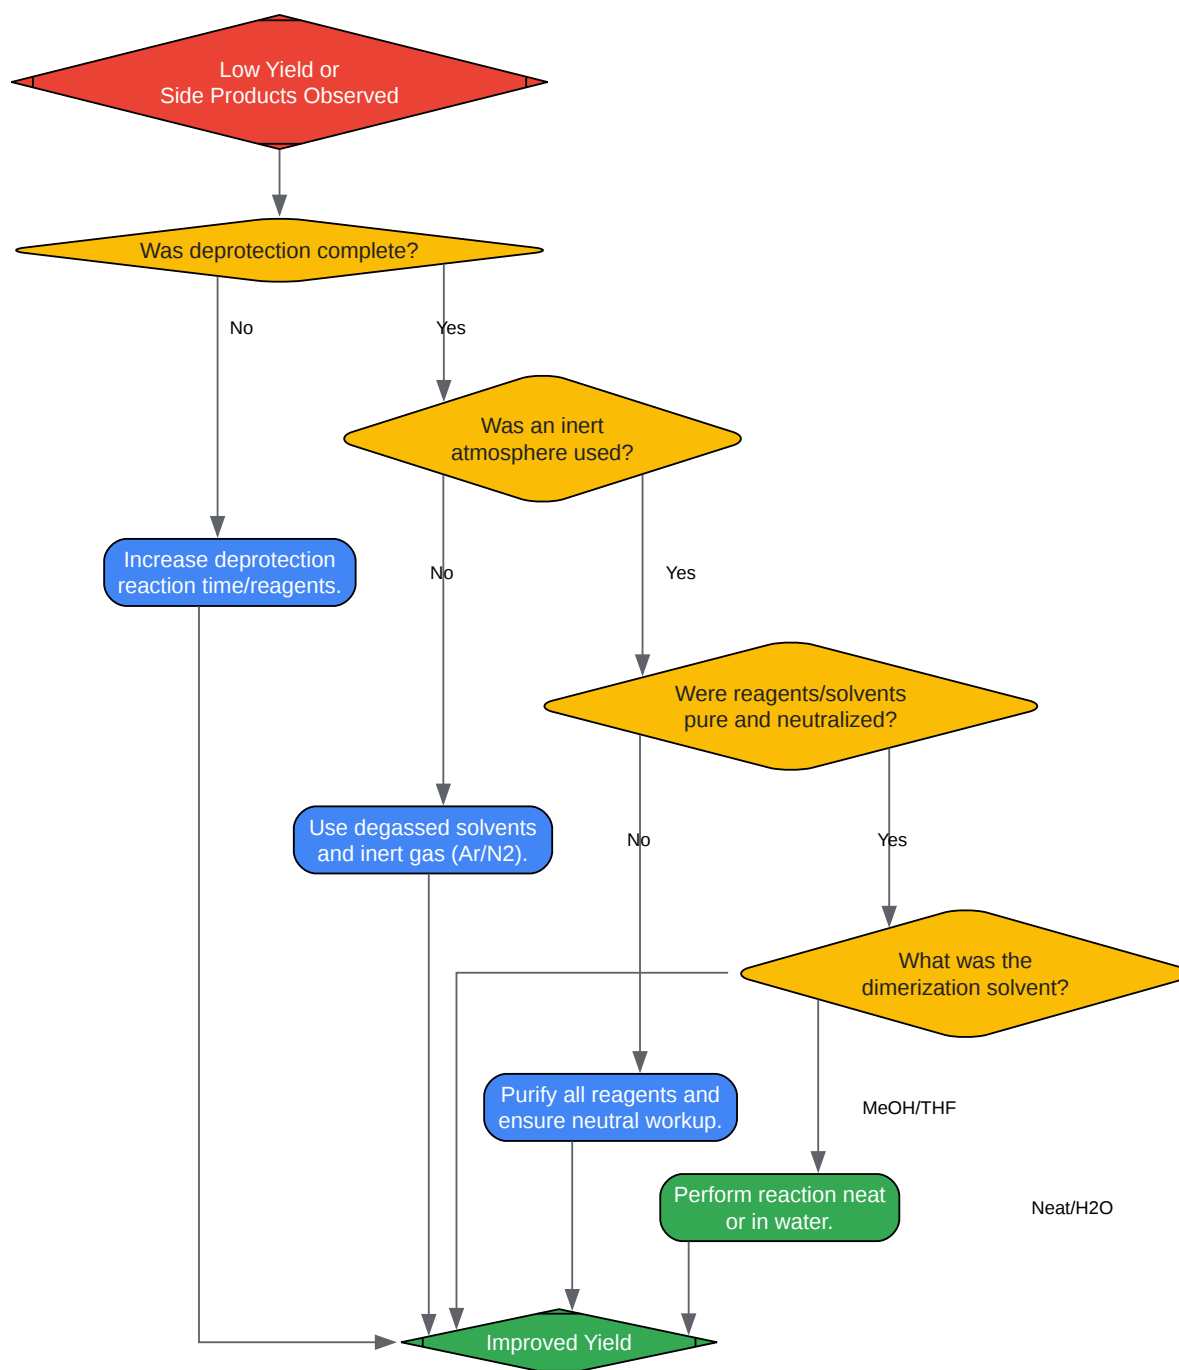 Low Yield or
Side Products Observed
Was deprotection complete?
No
Yes
Was an inert
atmosphere used?
Increase deprotection
reaction time/reagents.
No
Yes
Were reagents/solvents
pure and neutralized?
Use degassed solvents
and inert gas (Ar/N2).
No
Yes
What was the
dimerization solvent?
Purify all reagents and
ensure neutral workup.
MeOH/THF
Perform reaction neat
or in water.
Neat/H2O
Improved Yield